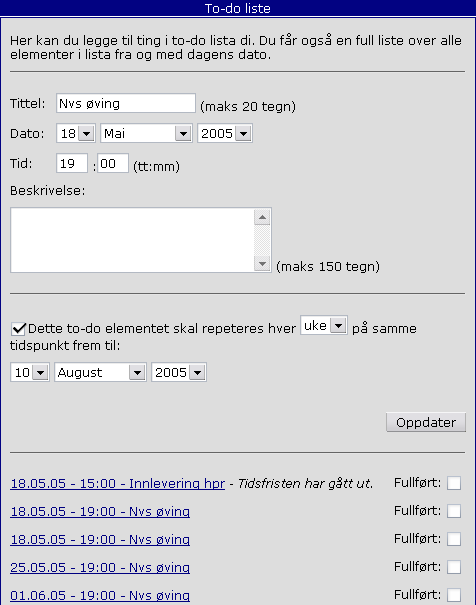 To-do liste
Her kan du legge til ting i to-do lista di. Du får også en full liste over alle
elementer i lista fra og med dagens dato.
Tittel: Nvs øving (maks 20 tegn)
Dato: 18 Mai 2005
Tid: 19 :00 (tt:mm)
Beskrivelse:
(maks 150 tegn)
Dette to-do elementet skal repeteres hver uke på samme
tidspunkt frem til:
10 August 2005
Oppdater
18.05.05 - 15:00 - Innlevering hpr - Tidsfristen har gått ut. Fullført:
18.05.05 - 19:00 - Nvs øving Fullført:
18.05.05 - 19:00 - Nvs øving Fullført:
25.05.05 - 19:00 - Nvs øving Fullført:
01.06.05 - 19:00 - Nvs øving Fullført: